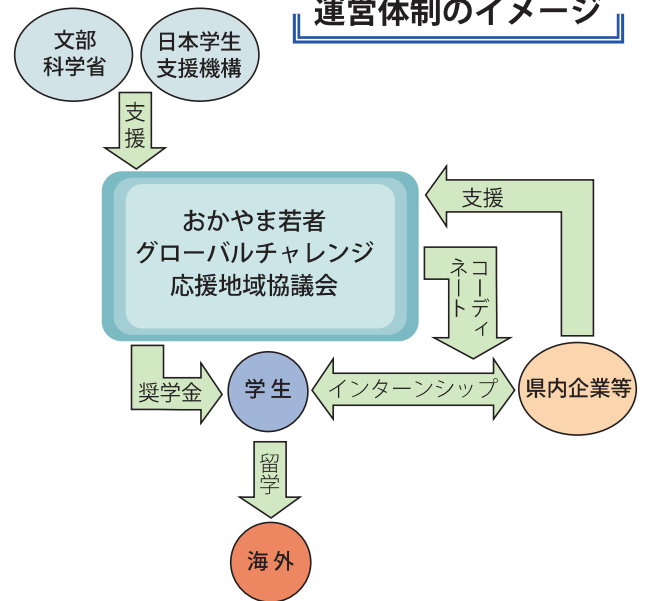 運営体制のイメージ
文部
科学省
日本学生
支援機構
支援
おかやま若者
グローバルチャレンジ
応援地域協議会
支援
コーディ
ネート
奨学金
学生
インターンシップ
県内企業等
留学
海外